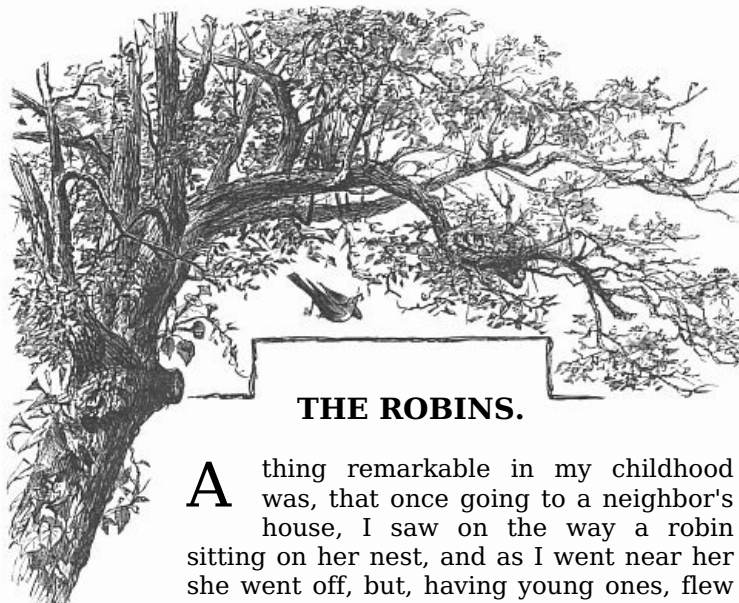 THE ROBINS.
A thing remarkable in my childhood
was, that once going to a neighbor's
house, I saw on the way a robin
sitting on her nest, and as I went near her
she went off, but, having young ones, flew